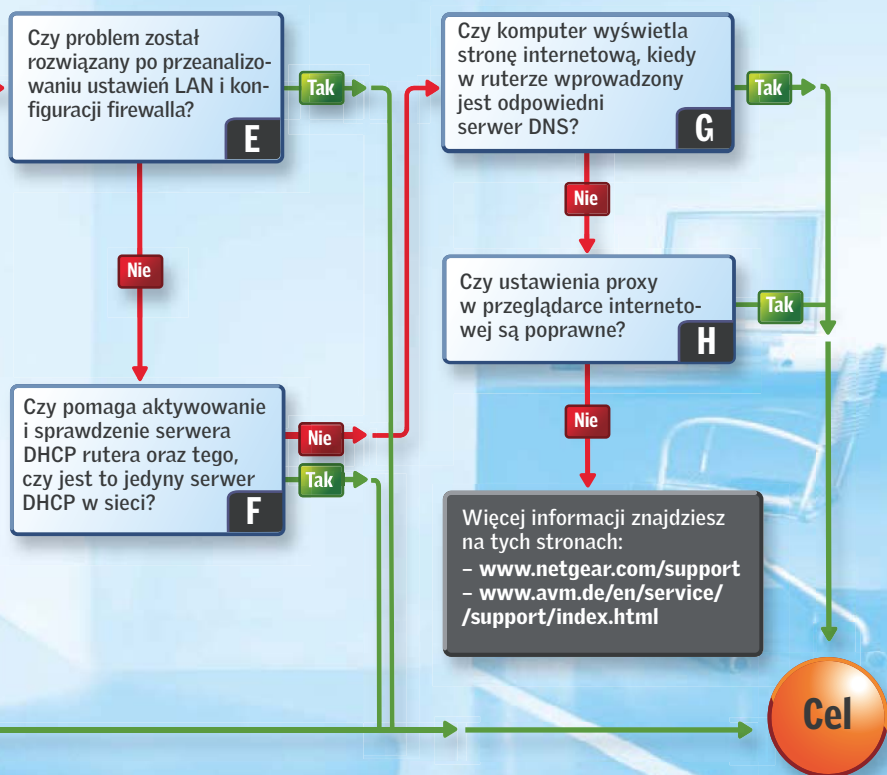 Czy problem został
rozwiązany po przeanalizo-
waniu ustawień LAN i kon-
figuracji firewalla?
E
Tak
Nie
Czy pomaga aktywowanie
i sprawdzenie serwera
DHCP rutera oraz tego,
czy jest to jedyny serwer
DHCP w sieci?
F
Nie
Tak
Czy komputer wyświetla
stronę internetową, kiedy
w ruterze wprowadzony
jest odpowiedni
serwer DNS?
G
Tak
Nie
Czy ustawienia proxy
w przeglądarce interneto-
wej są poprawne?
H
Tak
Nie
Więcej informacji znajdziesz
na tych stronach:
– www.netgear.com/support
– www.avm.de/en/service/
/support/index.html
Cel